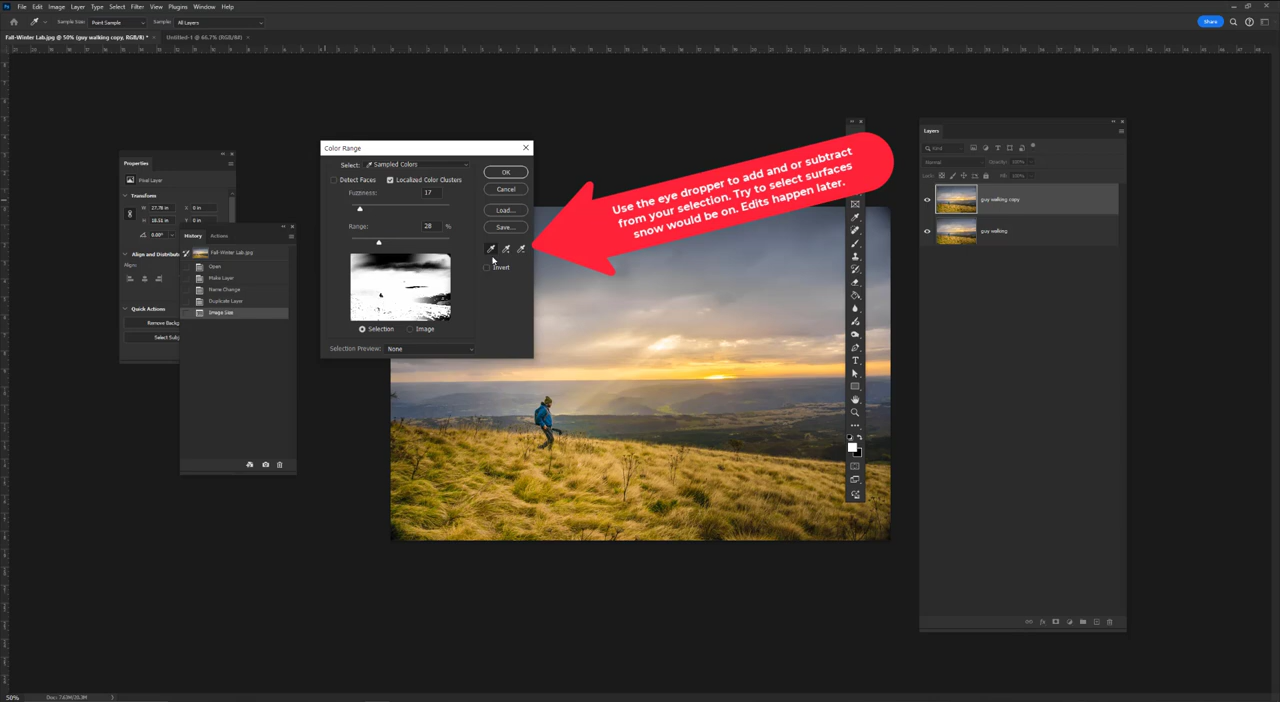 File Edit Image Layer Type Select Filter View Plugins Window Help
Sample Size: Point Sample Sample: All Layers
Share
Fall-Winter Lab.jpg @ 50% (guy walking copy, RGB/8) * ×
Untitled-1 @ 66.7% (RGB/8#) ×
Properties
Pixel Layer
Transform
W 27.78 in X 0 in
H 18.51 in Y 0 in
0.00°
Align and Distribute
Align:
Quick Actions
Remove Backg
Select Subj
History Actions
Fall-Winter Lab.jpg
Open
Make Layer
Name Change
Duplicate Layer
Image Size
Color Range
Select: Sampled Colors
Detect Faces Localized Color Clusters
Fuzziness: 17
Range: 28 %
OK
Cancel
Load...
Save...
Invert
Selection Image
Selection Preview: None
Use the eye dropper to add and or subtract
from your selection. Try to select surfaces
snow would be on. Edits happen later.
Layers
Kind
Normal Opacity: 100%
Lock: Fill: 100%
guy walking copy
guy walking
50% Doc: 7.63M/20.3M